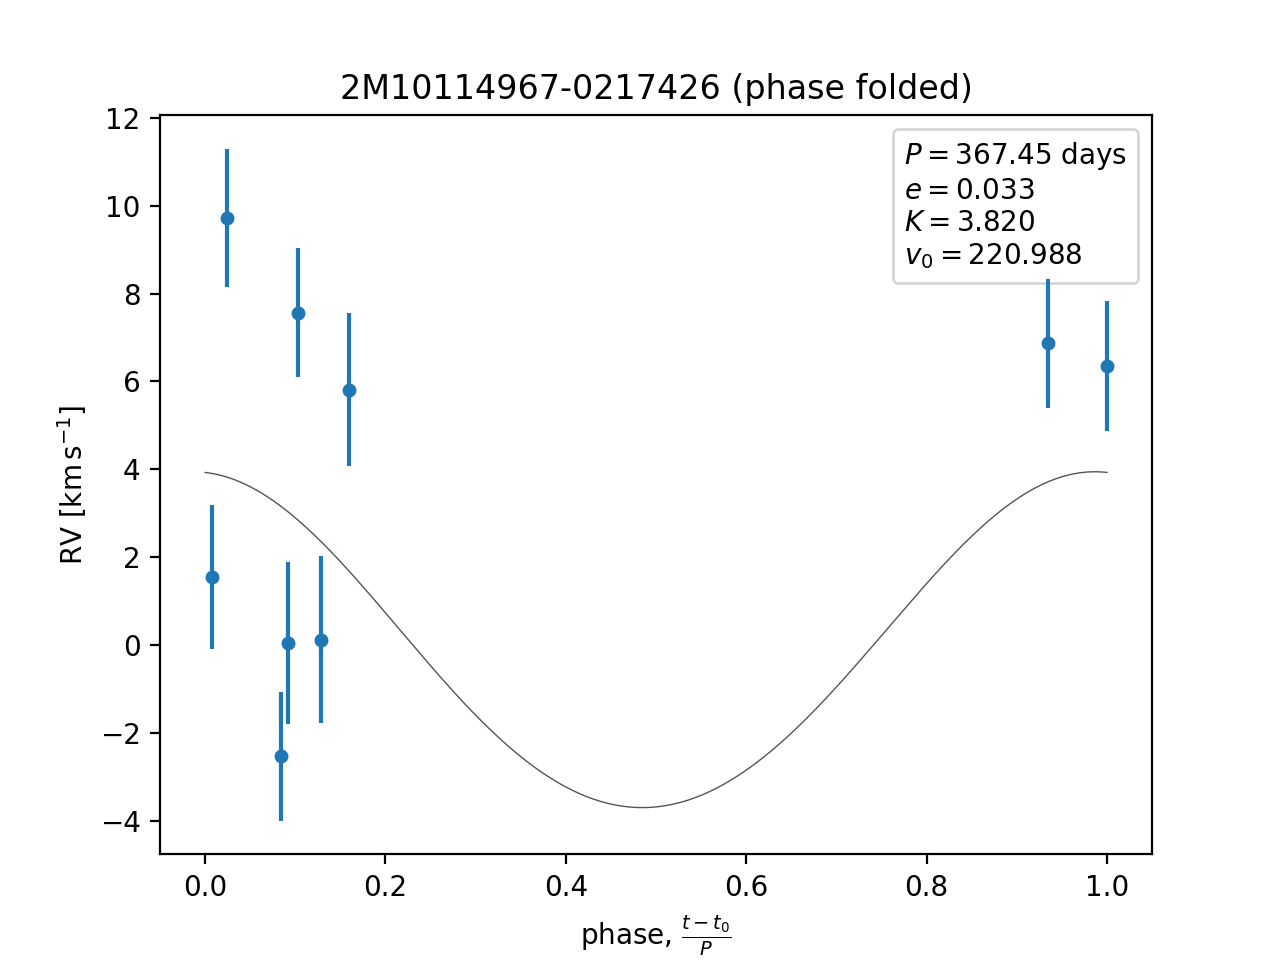 2M10114967-0217426 (phase folded)
P = 367.45 days
e = 0.033
K = 3.820
v₀ = 220.988
RV [km s⁻¹]
12
10
8
6
4
2
0
−2
−4
0.0 0.2 0.4 0.6 0.8 1.0
phase, (t − t₀)/P